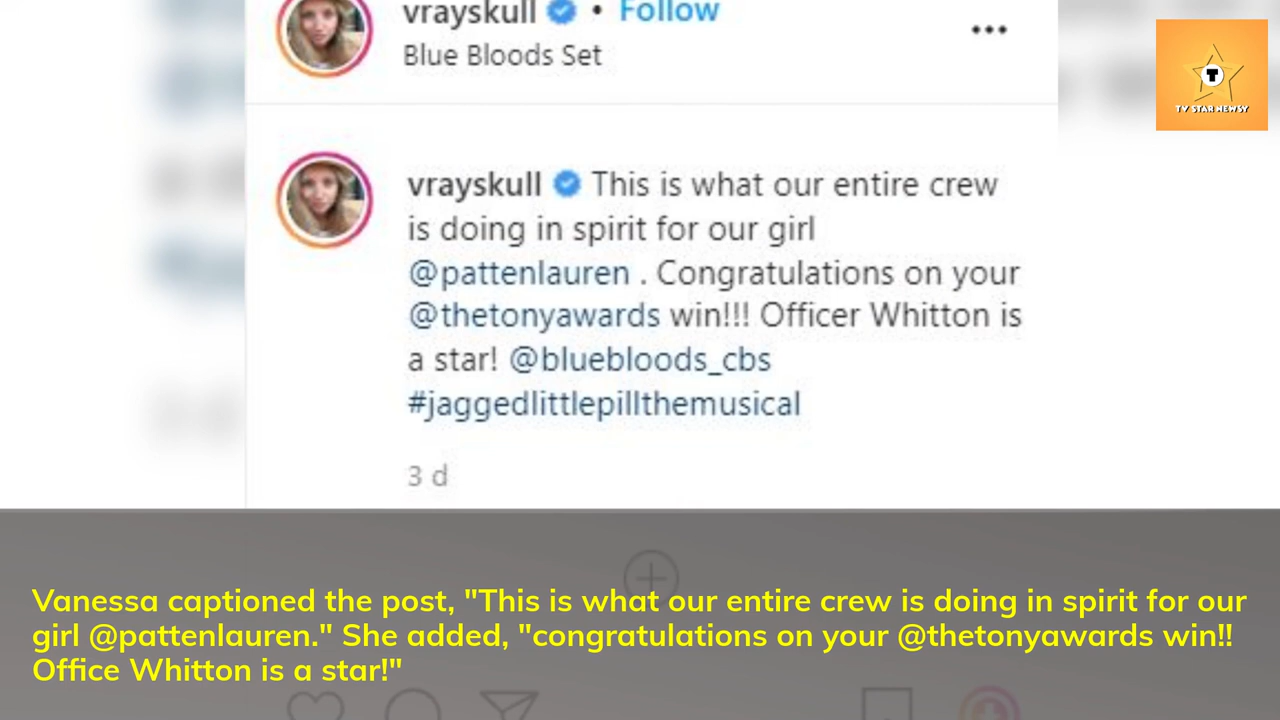 vrayskull • Follow
Blue Bloods Set
T
TV STAR NEWSY
vrayskull This is what our entire crew
is doing in spirit for our girl
@pattenlauren . Congratulations on your
@thetonyawards win!!! Officer Whitton is
a star! @bluebloods_cbs
#jaggedlittlepillthemusical
3 d
Vanessa captioned the post, "This is what our entire crew is doing in spirit for our
girl @pattenlauren." She added, "congratulations on your @thetonyawards win!!
Office Whitton is a star!"